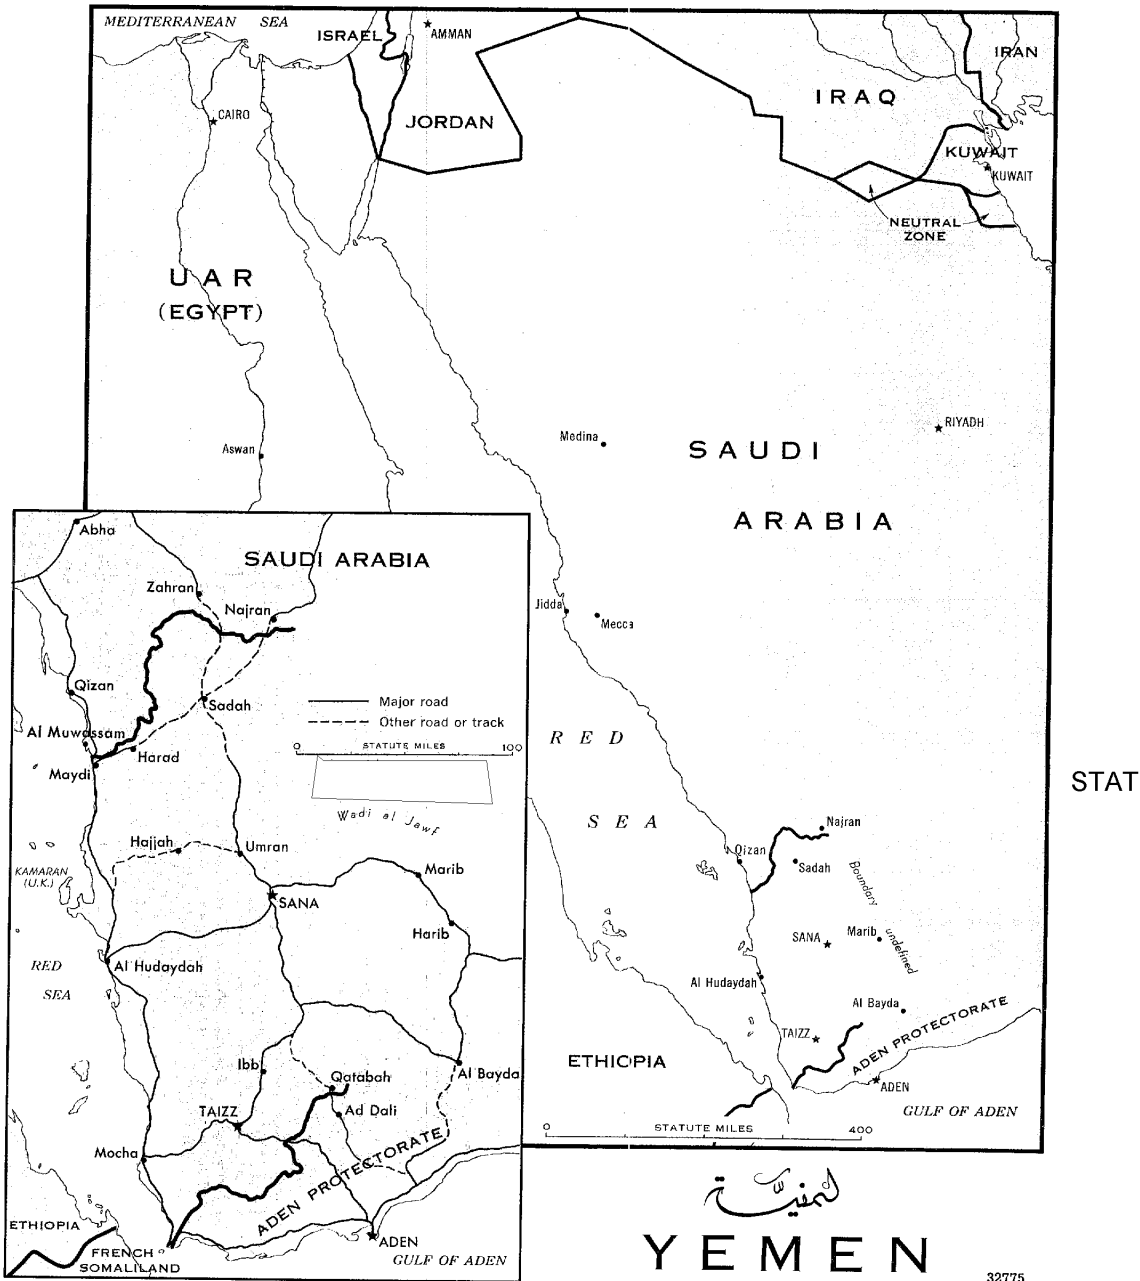 MEDITERRANEAN SEA
ISRAEL
AMMAN
IRAN
IRAQ
CAIRO
JORDAN
KUWAIT
KUWAIT
NEUTRAL
ZONE
UAR
(EGYPT)
RIYADH
Medina
SAUDI
Aswan
ARABIA
Jidda
Mecca
RED
SEA
STAT
Najran
Qizan
Sadah
Boundary
undefined
SANA
Marib
Al Hudaydah
Al Bayda
TAIZZ
ADEN PROTECTORATE
ETHIOPIA
ADEN
GULF OF ADEN
0 STATUTE MILES 400
Abha
SAUDI ARABIA
Zahran
Najran
Qizan
Sadah
Major road
Other road or track
Al Muwassam
0 STATUTE MILES 100
Harad
Maydi
Wadi al Jawf
Hajjah
Umran
KAMARAN
(U.K.)
Marib
SANA
Harib
RED
SEA
Al Hudaydah
Ibb
Qatabah
Al Bayda
TAIZZ
Ad Dali
Mocha
ADEN PROTECTORATE
ETHIOPIA
FRENCH
SOMALILAND
ADEN
GULF OF ADEN
YEMEN
32775